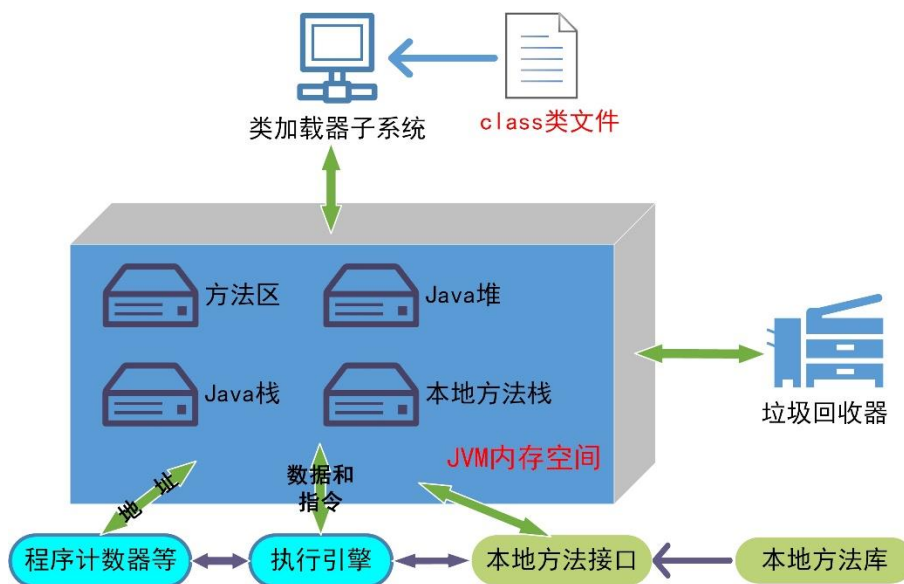 类加载器子系统
class类文件
方法区
Java堆
Java栈
本地方法栈
垃圾回收器
JVM内存空间
地 址
数据和
指令
程序计数器等
执行引擎
本地方法接口
本地方法库